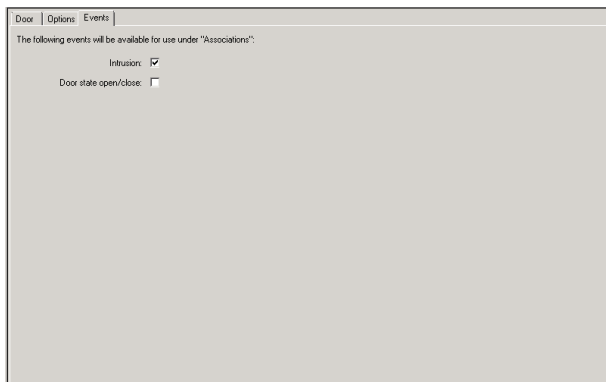 Door Options Events
The following events will be available for use under "Associations":
Intrusion:
Door state open/close: